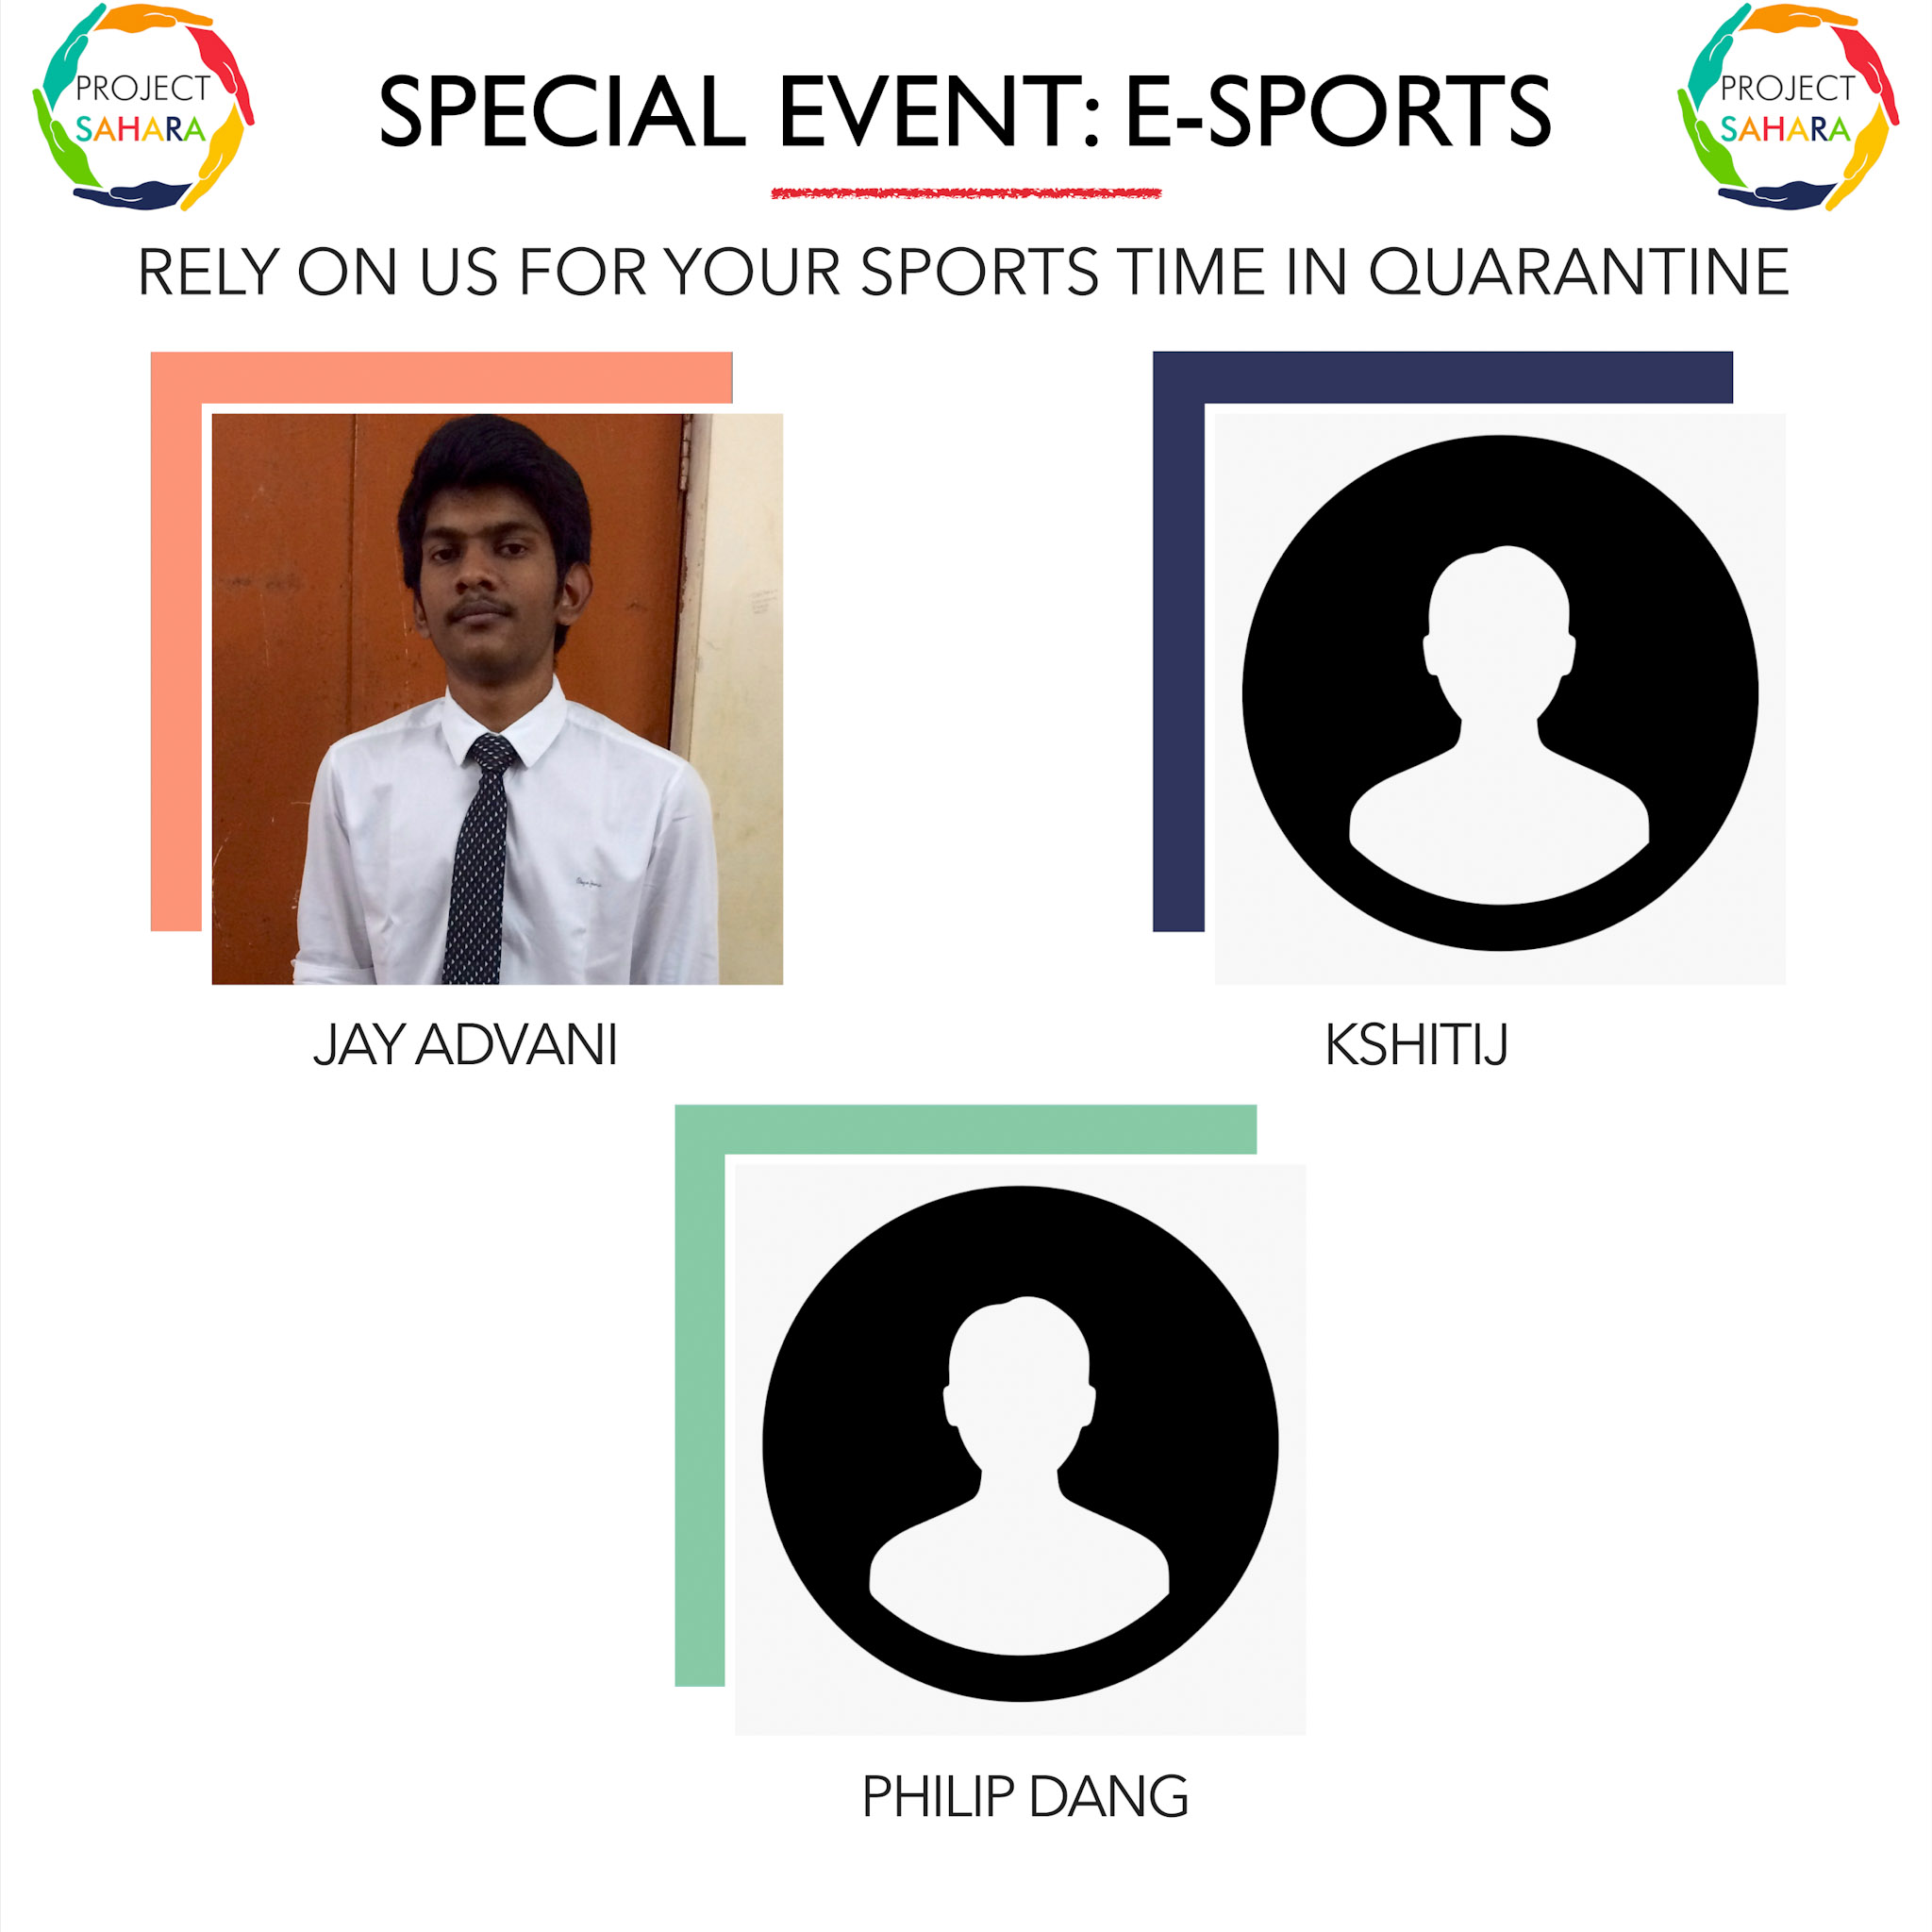 PROJECT
SAHARA
SPECIAL EVENT: E-SPORTS
PROJECT
SAHARA
RELY ON US FOR YOUR SPORTS TIME IN QUARANTINE
JAY ADVANI
KSHITIJ
PHILIP DANG